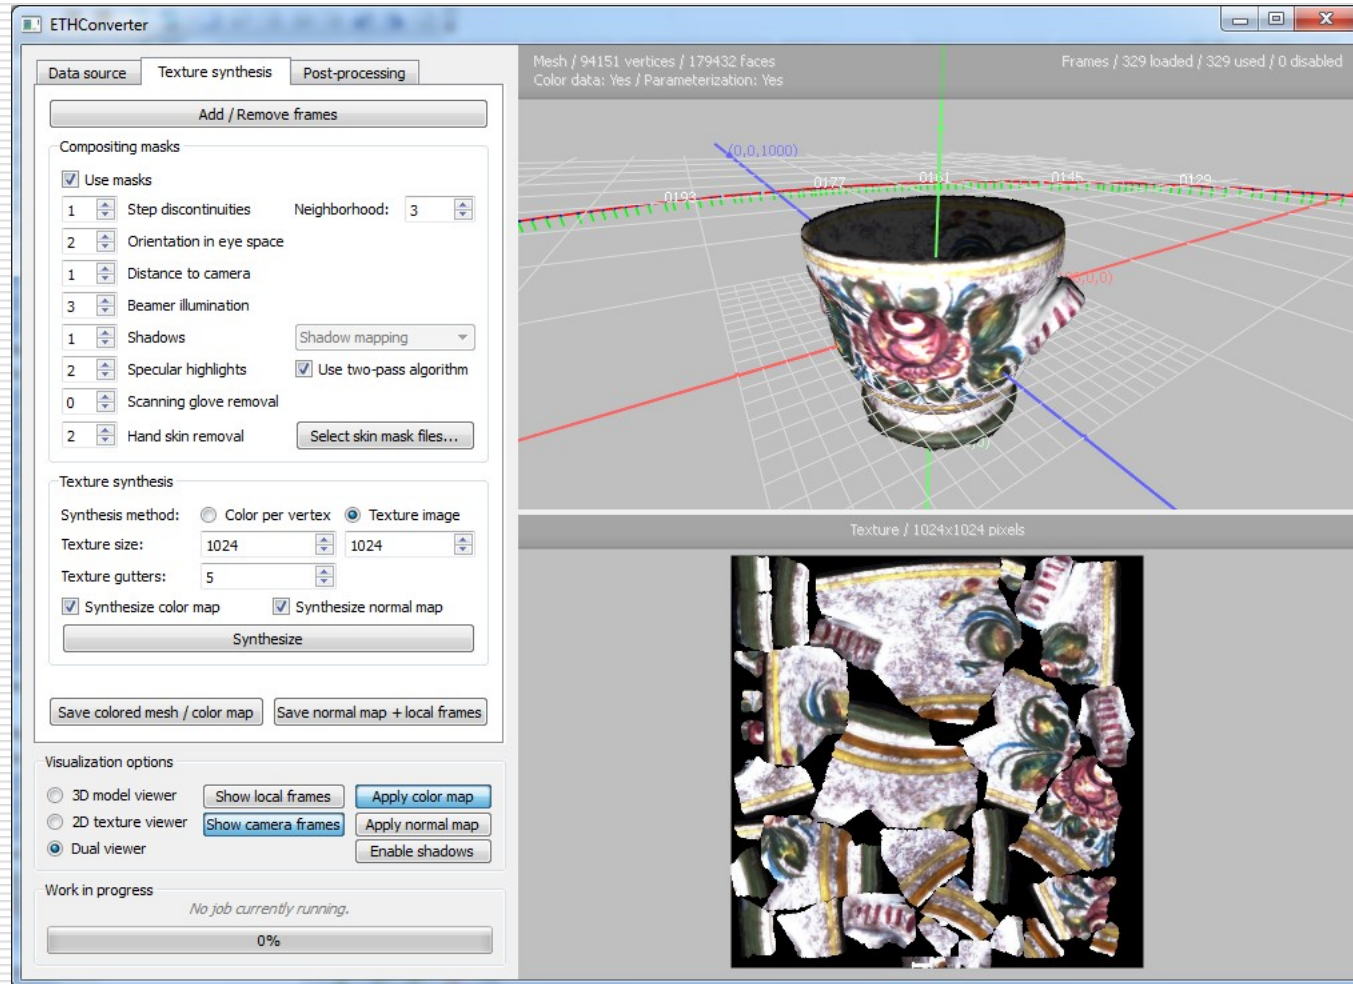 ETHConverter
Data source Texture synthesis Post-processing
Add / Remove frames
Compositing masks
Use masks
1 Step discontinuities Neighborhood: 3
2 Orientation in eye space
1 Distance to camera
3 Beamer illumination
1 Shadows Shadow mapping
2 Specular highlights Use two-pass algorithm
0 Scanning glove removal
2 Hand skin removal Select skin mask files...
Texture synthesis
Synthesis method: Color per vertex Texture image
Texture size: 1024 1024
Texture gutters: 5
Synthesize color map Synthesize normal map
Synthesize
Save colored mesh / color map Save normal map + local frames
Visualization options
3D model viewer Show local frames Apply color map
2D texture viewer Show camera frames Apply normal map
Dual viewer Enable shadows
Work in progress
No job currently running.
0%
Mesh / 94151 vertices / 179432 faces Frames / 329 loaded / 329 used / 0 disabled
Color data: Yes / Parameterization: Yes
(0,0,1000)
0193 0177 0161 0145 0129
Texture / 1024x1024 pixels